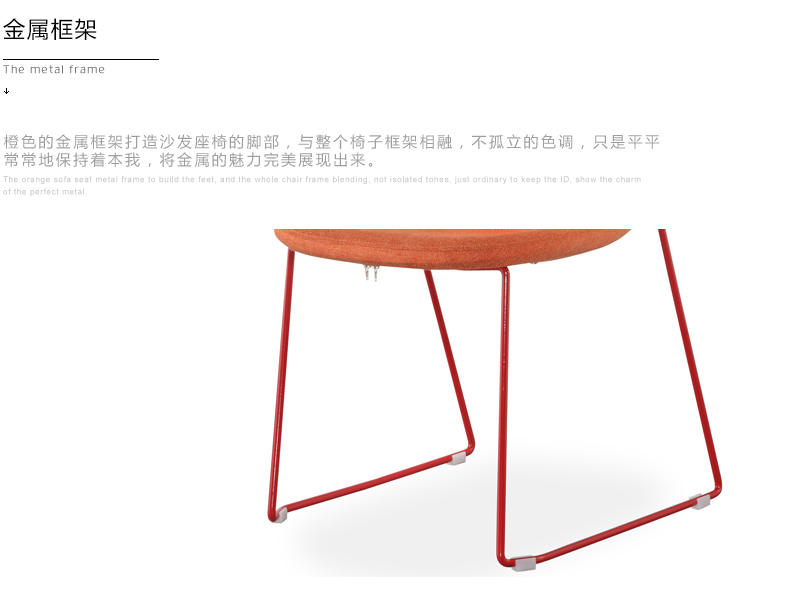 金属框架
The metal frame
橙色的金属框架打造沙发座椅的脚部，与整个椅子框架相融，不孤立的色调，只是平平
常常地保持着本我，将金属的魅力完美展现出来。
The orange sofa seat metal frame to build the feet, and the whole chair frame blending, not isolated tones, just ordinary to keep the ID, show the charm
of the perfect metal.